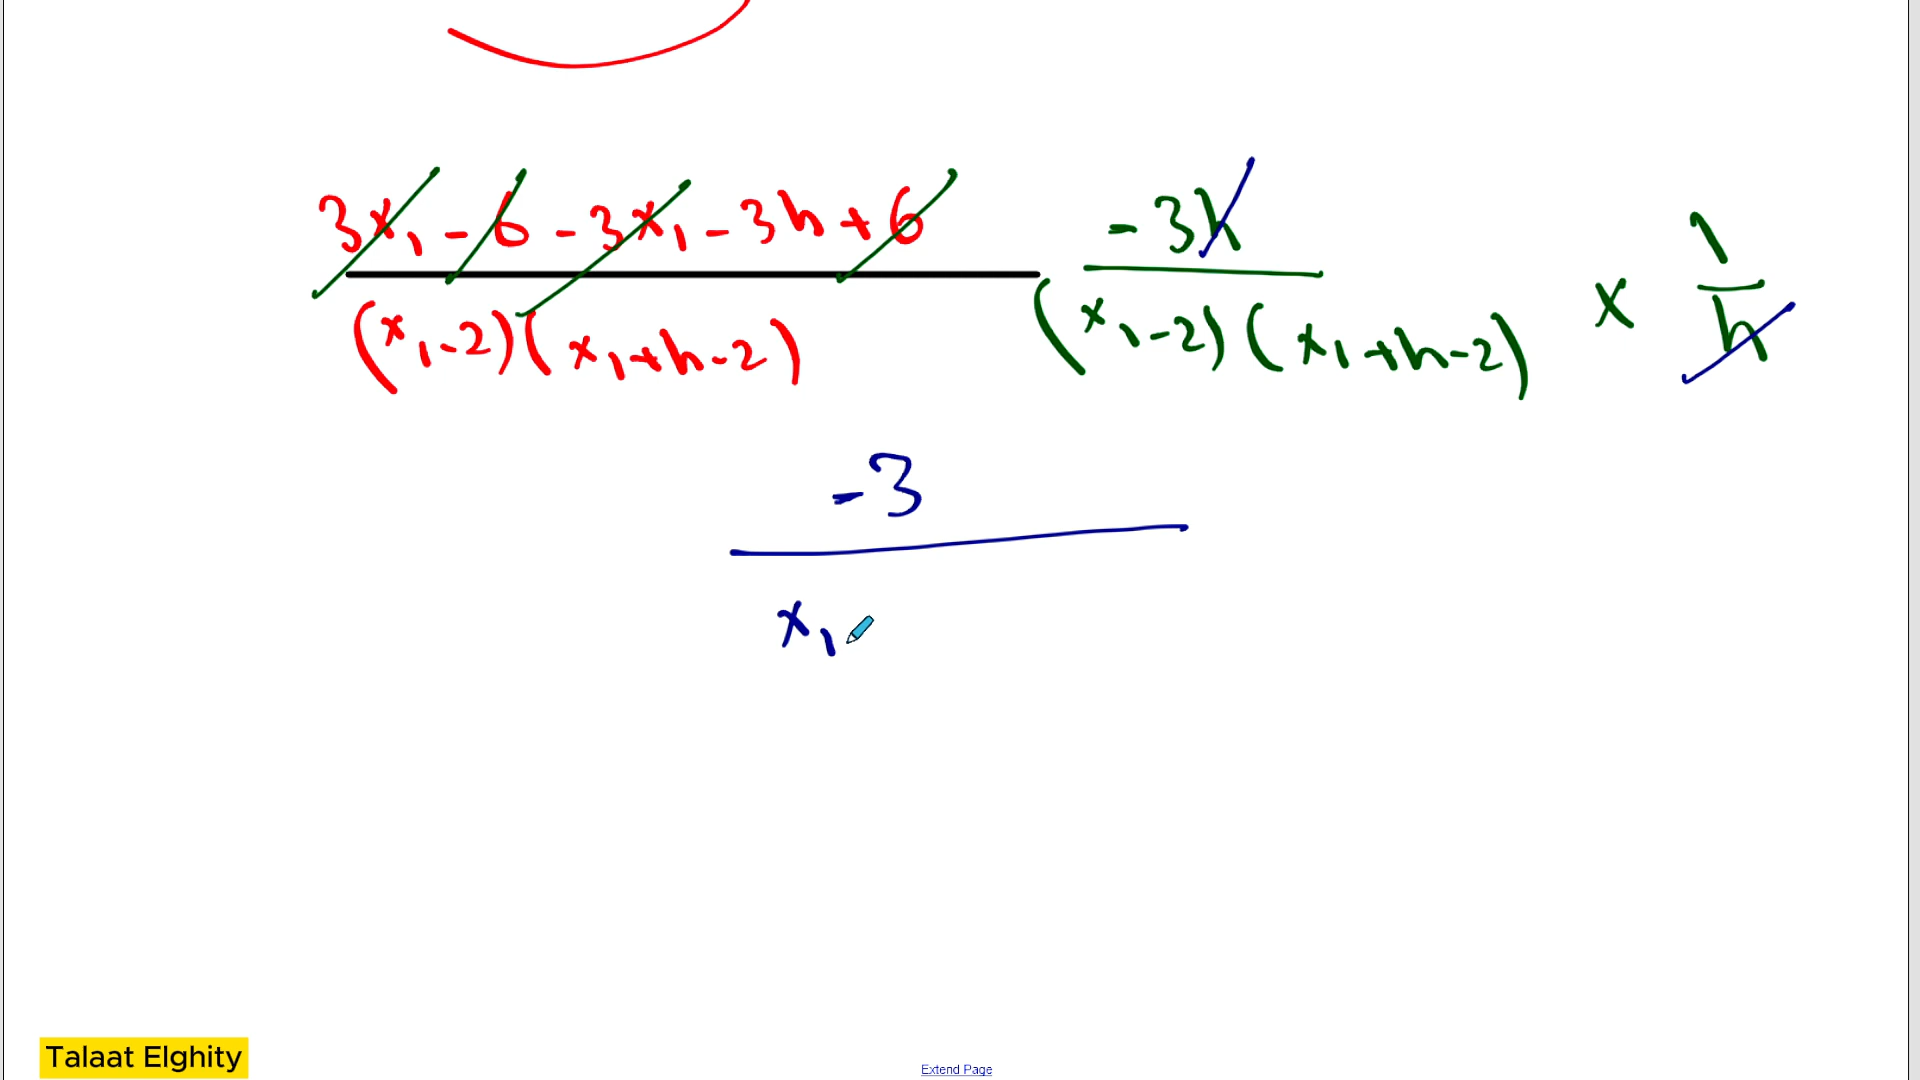 3x₁ - 6 - 3x₁ - 3h + 6
(x₁-2)(x₁+h-2)
-3h
(x₁-2)(x₁+h-2)
x
1
h
-3
x₁
Talaat Elghity
Extend Page